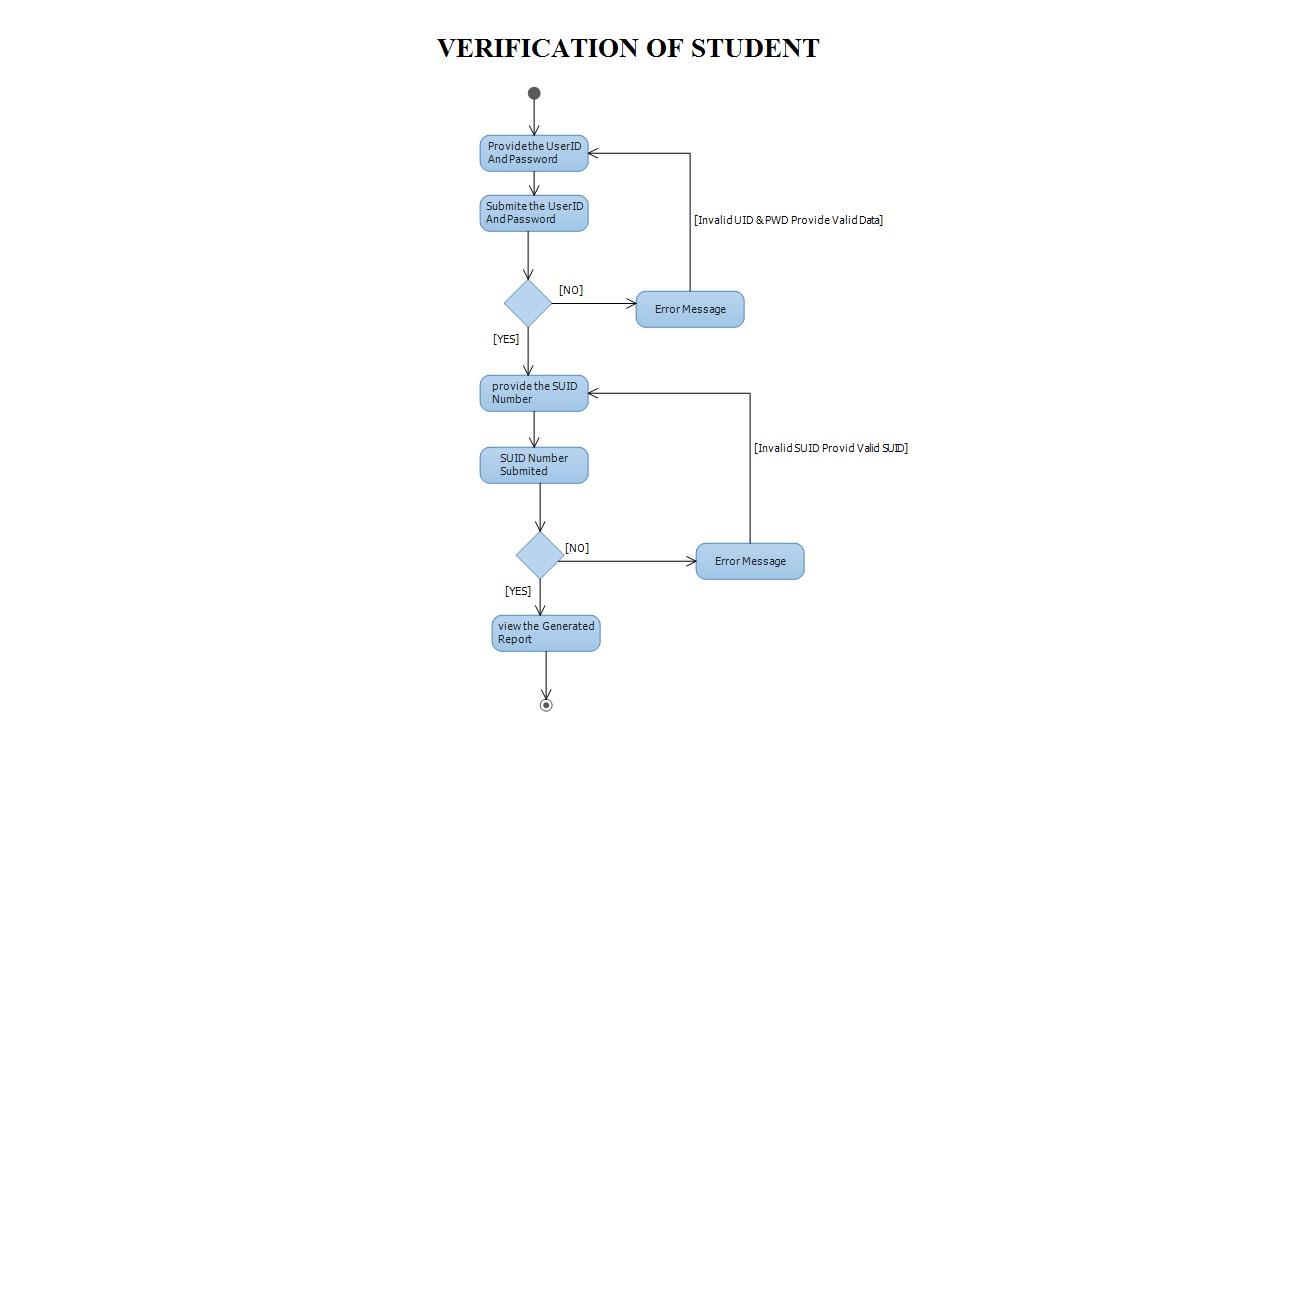 VERIFICATION OF STUDENT
Provide the UserID
And Password
Submite the UserID
And Password
[Invalid UID & PWD Provide Valid Data]
[NO]
Error Message
[YES]
provide the SUID
Number
[Invalid SUID Provid Valid SUID]
SUID Number
Submited
[NO]
Error Message
[YES]
view the Generated
Report